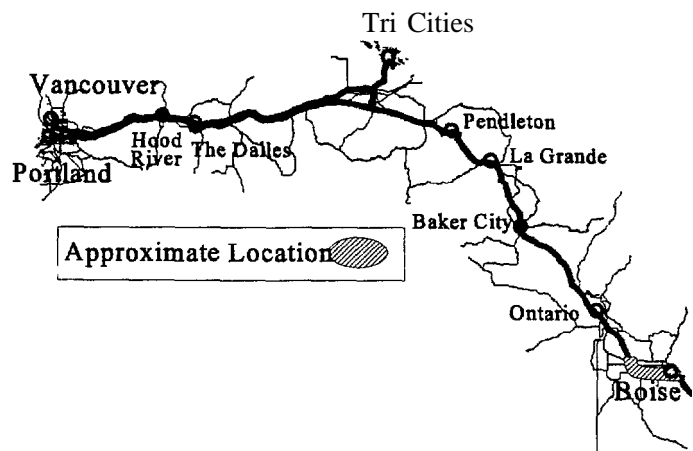 Tri Cities
Vancouver
Hood
River
The Dalles
Portland
Pendleton
La Grande
Baker City
Approximate Location
Ontario
Boise